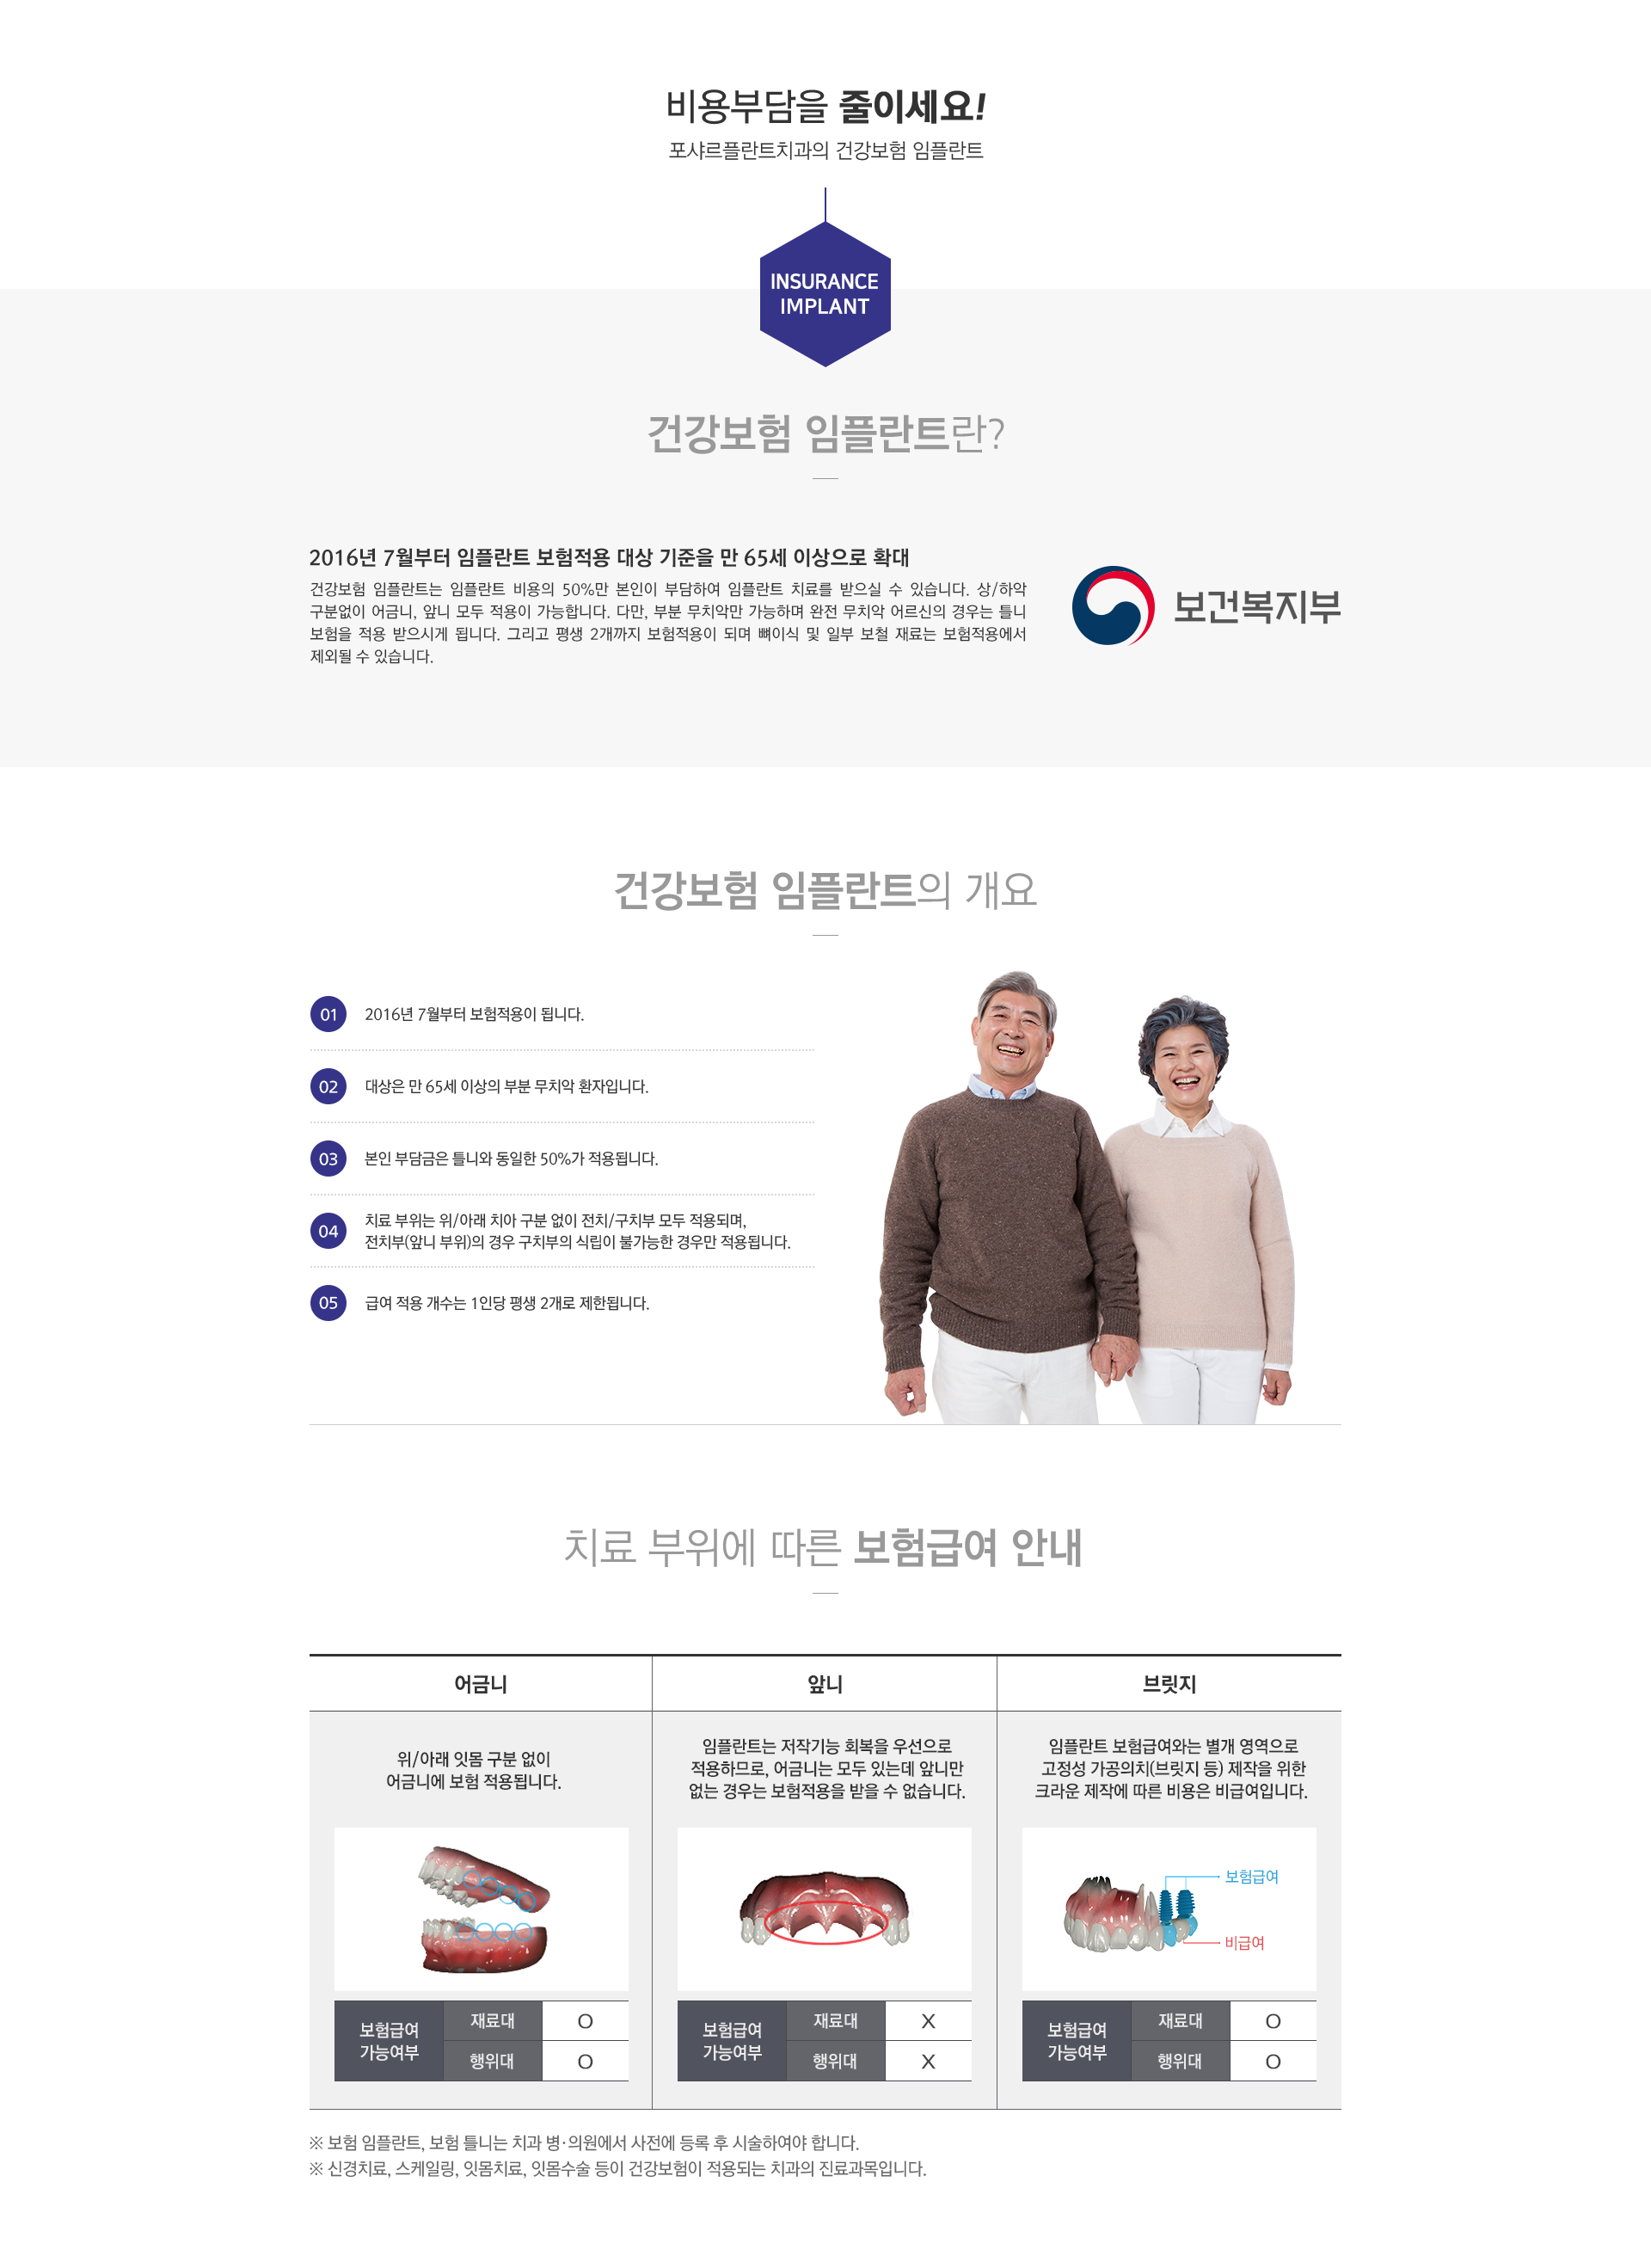 비용부담을 줄이세요!
포샤르플란트치과의 건강보험 임플란트
INSURANCE
IMPLANT
건강보험 임플란트란?
2016년 7월부터 임플란트 보험적용 대상 기준을 만 65세 이상으로 확대
건강보험 임플란트는 임플란트 비용의 50%만 본인이 부담하여 임플란트 치료를 받으실 수 있습니다. 상/하악
구분없이 어금니, 앞니 모두 적용이 가능합니다. 다만, 부분 무치악만 가능하며 완전 무치악 어르신의 경우는 틀니
보험을 적용 받으시게 됩니다. 그리고 평생 2개까지 보험적용이 되며 뼈이식 및 일부 보철 재료는 보험적용에서
제외될 수 있습니다.
보건복지부
건강보험 임플란트의 개요
01 2016년 7월부터 보험적용이 됩니다.
02 대상은 만 65세 이상의 부분 무치악 환자입니다.
03 본인 부담금은 틀니와 동일한 50%가 적용됩니다.
04 치료 부위는 위/아래 치아 구분 없이 전치/구치부 모두 적용되며,
전치부(앞니 부위)의 경우 구치부의 식립이 불가능한 경우만 적용됩니다.
05 급여 적용 개수는 1인당 평생 2개로 제한됩니다.
치료 부위에 따른 보험급여 안내
어금니
위/아래 잇몸 구분 없이
어금니에 보험 적용됩니다.
보험급여
가능여부
재료대 O
행위대 O
앞니
임플란트는 저작기능 회복을 우선으로
적용하므로, 어금니는 모두 있는데 앞니만
없는 경우는 보험적용을 받을 수 없습니다.
보험급여
가능여부
재료대 X
행위대 X
브릿지
임플란트 보험급여와는 별개 영역으로
고정성 가공의치(브릿지 등) 제작을 위한
크라운 제작에 따른 비용은 비급여입니다.
보험급여
비급여
보험급여
가능여부
재료대 O
행위대 O
※ 보험 임플란트, 보험 틀니는 치과 병·의원에서 사전에 등록 후 시술하여야 합니다.
※ 신경치료, 스케일링, 잇몸치료, 잇몸수술 등이 건강보험이 적용되는 치과의 진료과목입니다.